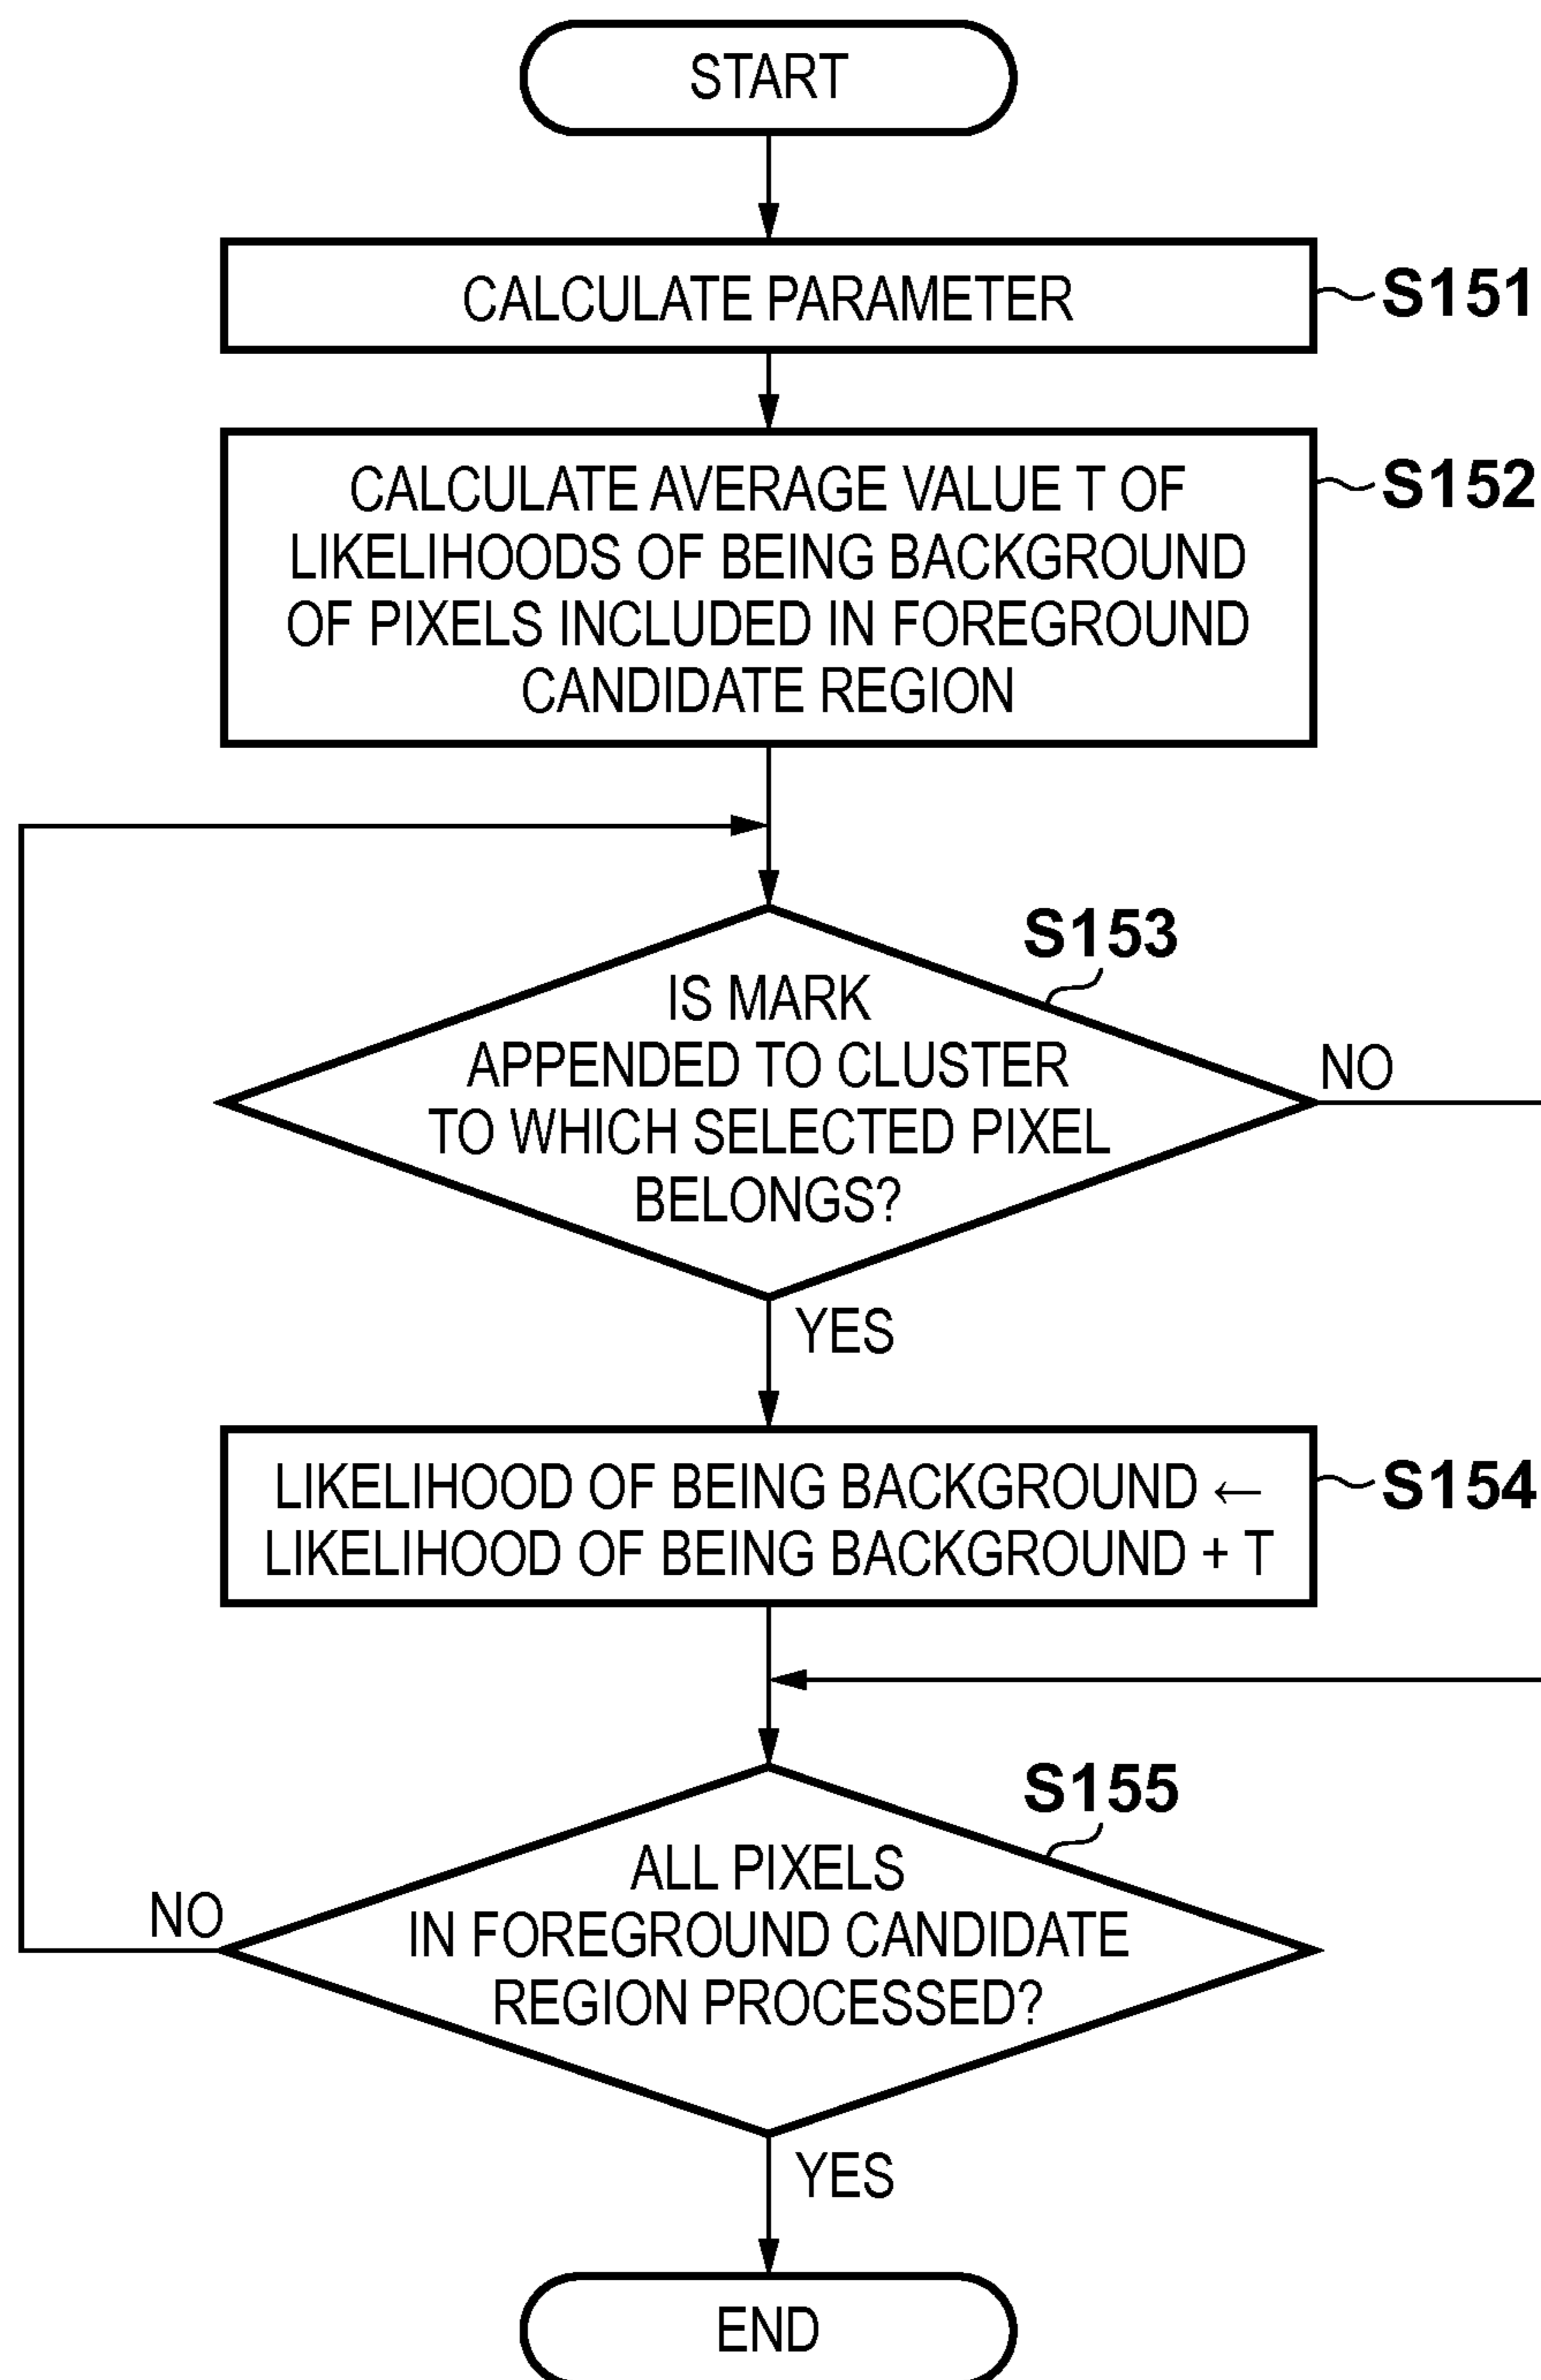 START
CALCULATE PARAMETER
S151
CALCULATE AVERAGE VALUE T OF
LIKELIHOODS OF BEING BACKGROUND
OF PIXELS INCLUDED IN FOREGROUND
CANDIDATE REGION
S152
S153
IS MARK
APPENDED TO CLUSTER
TO WHICH SELECTED PIXEL
BELONGS?
NO
YES
LIKELIHOOD OF BEING BACKGROUND ←
LIKELIHOOD OF BEING BACKGROUND + T
S154
S155
ALL PIXELS
IN FOREGROUND CANDIDATE
REGION PROCESSED?
NO
YES
END